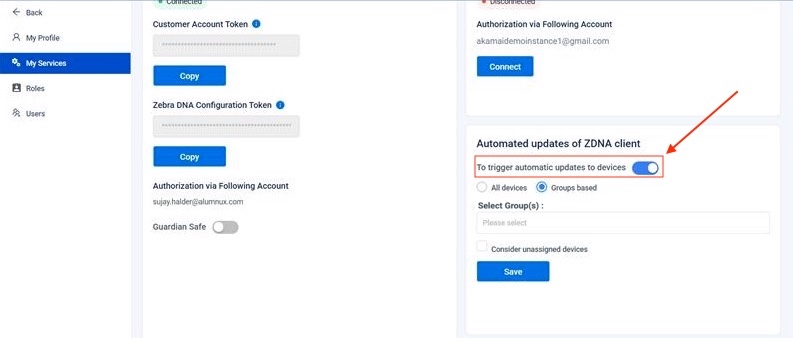 Back
My Profile
My Services
Roles
Users
Connected
Customer Account Token
************************************
Copy
Zebra DNA Configuration Token
Copy
Authorization via Following Account
sujay.halder@alumnux.com
Guardian Safe
Disconnected
Authorization via Following Account
akamaidemoinstance1@gmail.com
Connect
Automated updates of ZDNA client
To trigger automatic updates to devices
All devices
Groups based
Select Group(s) :
Please select
Consider unassigned devices
Save